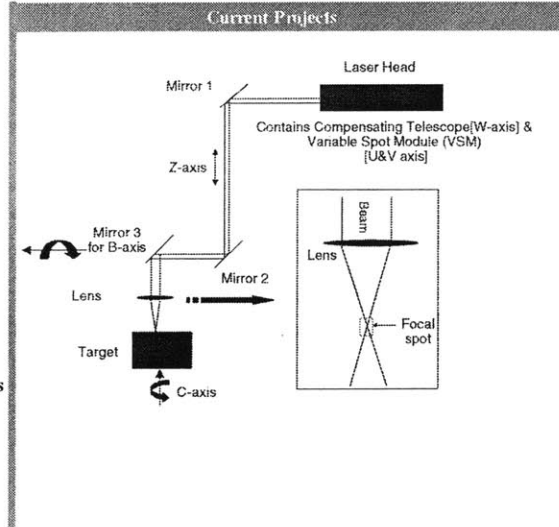 Current Projects
Laser Head
Mirror 1
Contains Compensating Telescope[W-axis] &
Variable Spot Module (VSM)
[U&V axis]
Z-axis
Mirror 3
for B-axis
Mirror 2
Lens
Target
C-axis
Beam
Lens
Focal
spot
s